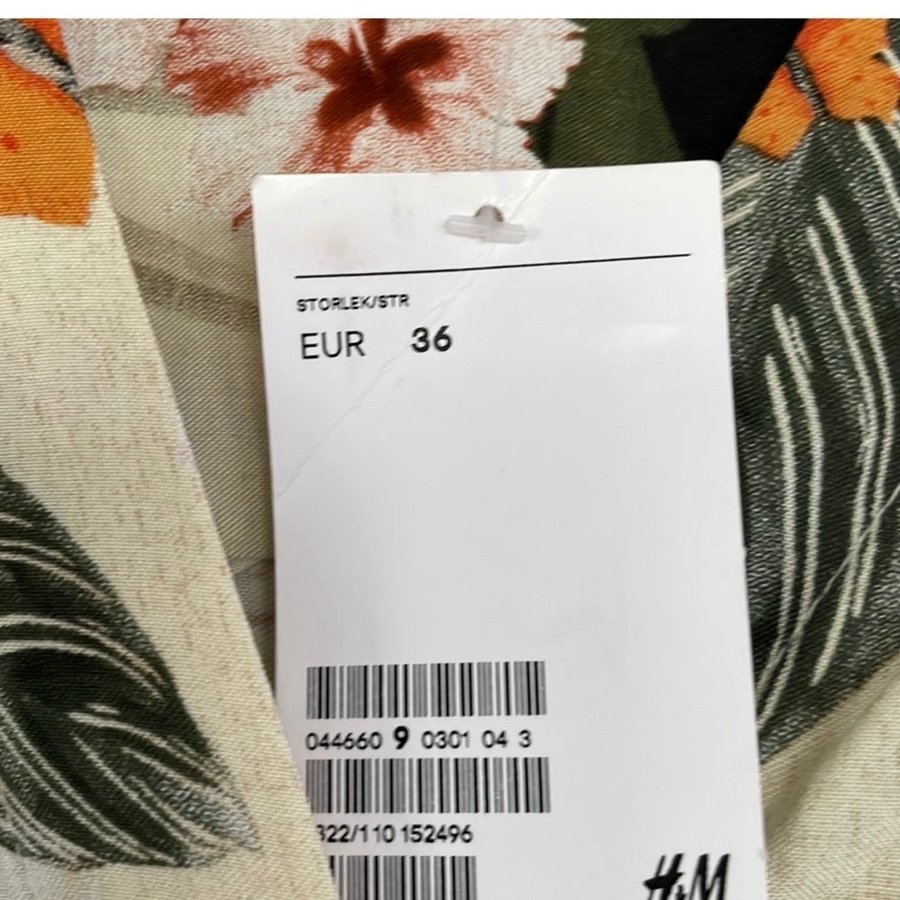 STORLEK/STR
EUR 36
044660 9 0301 04 3
322/110 152496
H&M